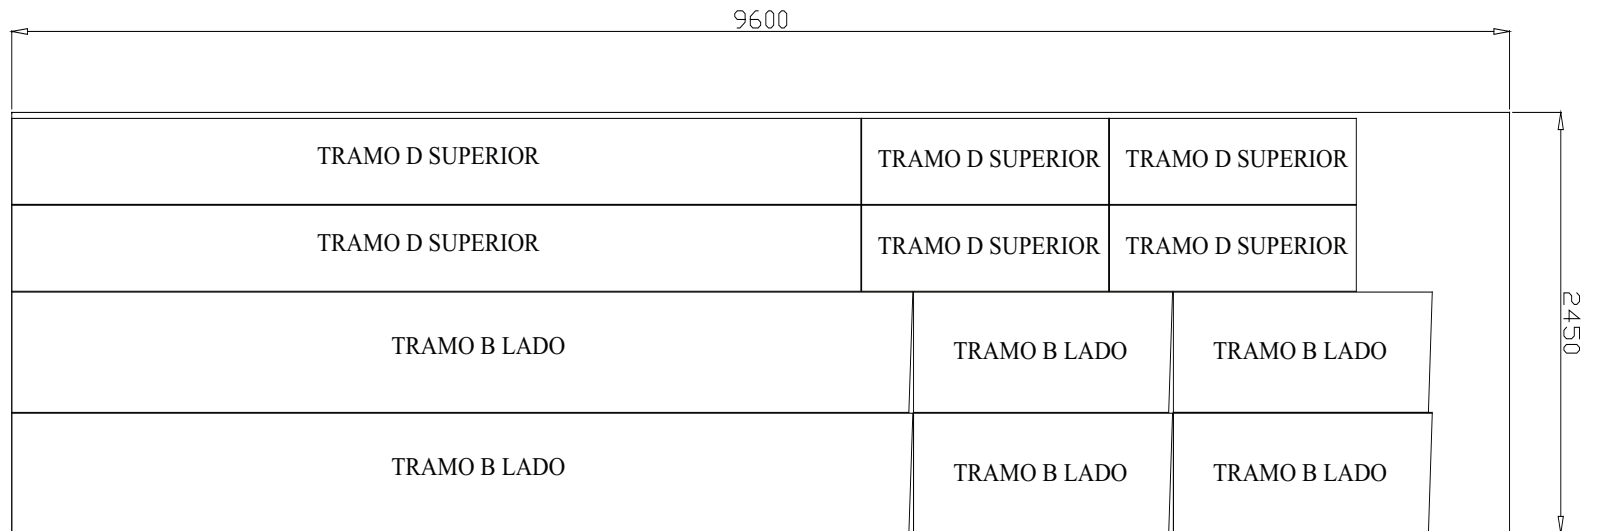 9600
TRAMO D SUPERIOR TRAMO D SUPERIOR TRAMO D SUPERIOR
TRAMO D SUPERIOR TRAMO D SUPERIOR TRAMO D SUPERIOR
2450
TRAMO B LADO TRAMO B LADO TRAMO B LADO
TRAMO B LADO TRAMO B LADO TRAMO B LADO